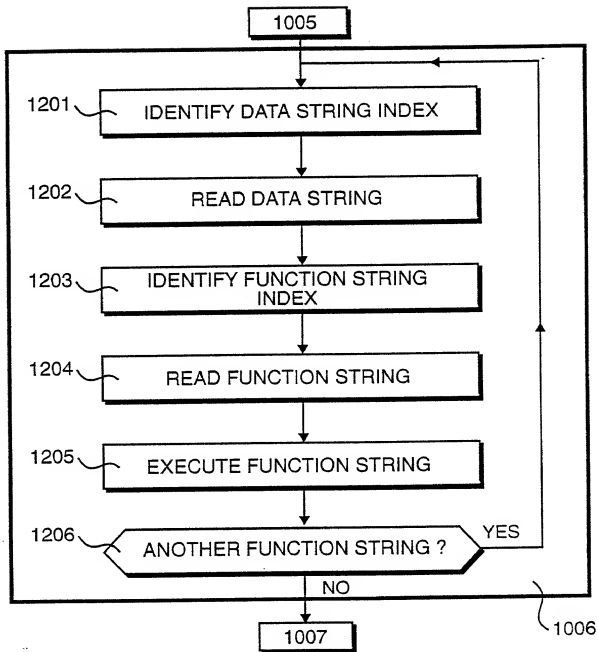 1005
1201
IDENTIFY DATA STRING INDEX
1202
READ DATA STRING
1203
IDENTIFY FUNCTION STRING
INDEX
1204
READ FUNCTION STRING
1205
EXECUTE FUNCTION STRING
1206
ANOTHER FUNCTION STRING ?
YES
NO
1006
1007